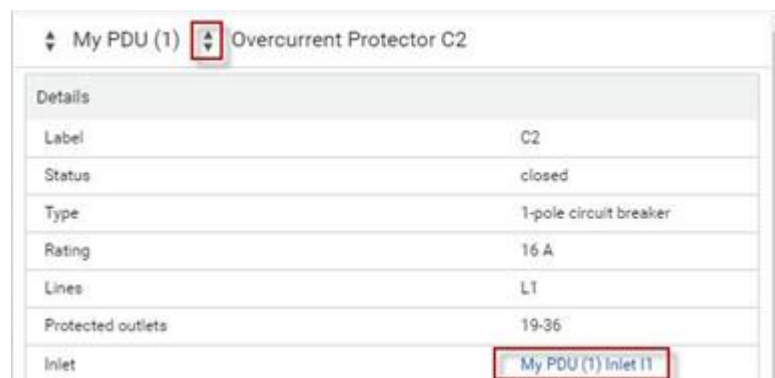 My PDU (1) Overcurrent Protector C2
Details
Label C2
Status closed
Type 1-pole circuit breaker
Rating 16 A
Lines L1
Protected outlets 19-36
Inlet My PDU (1) Inlet I1